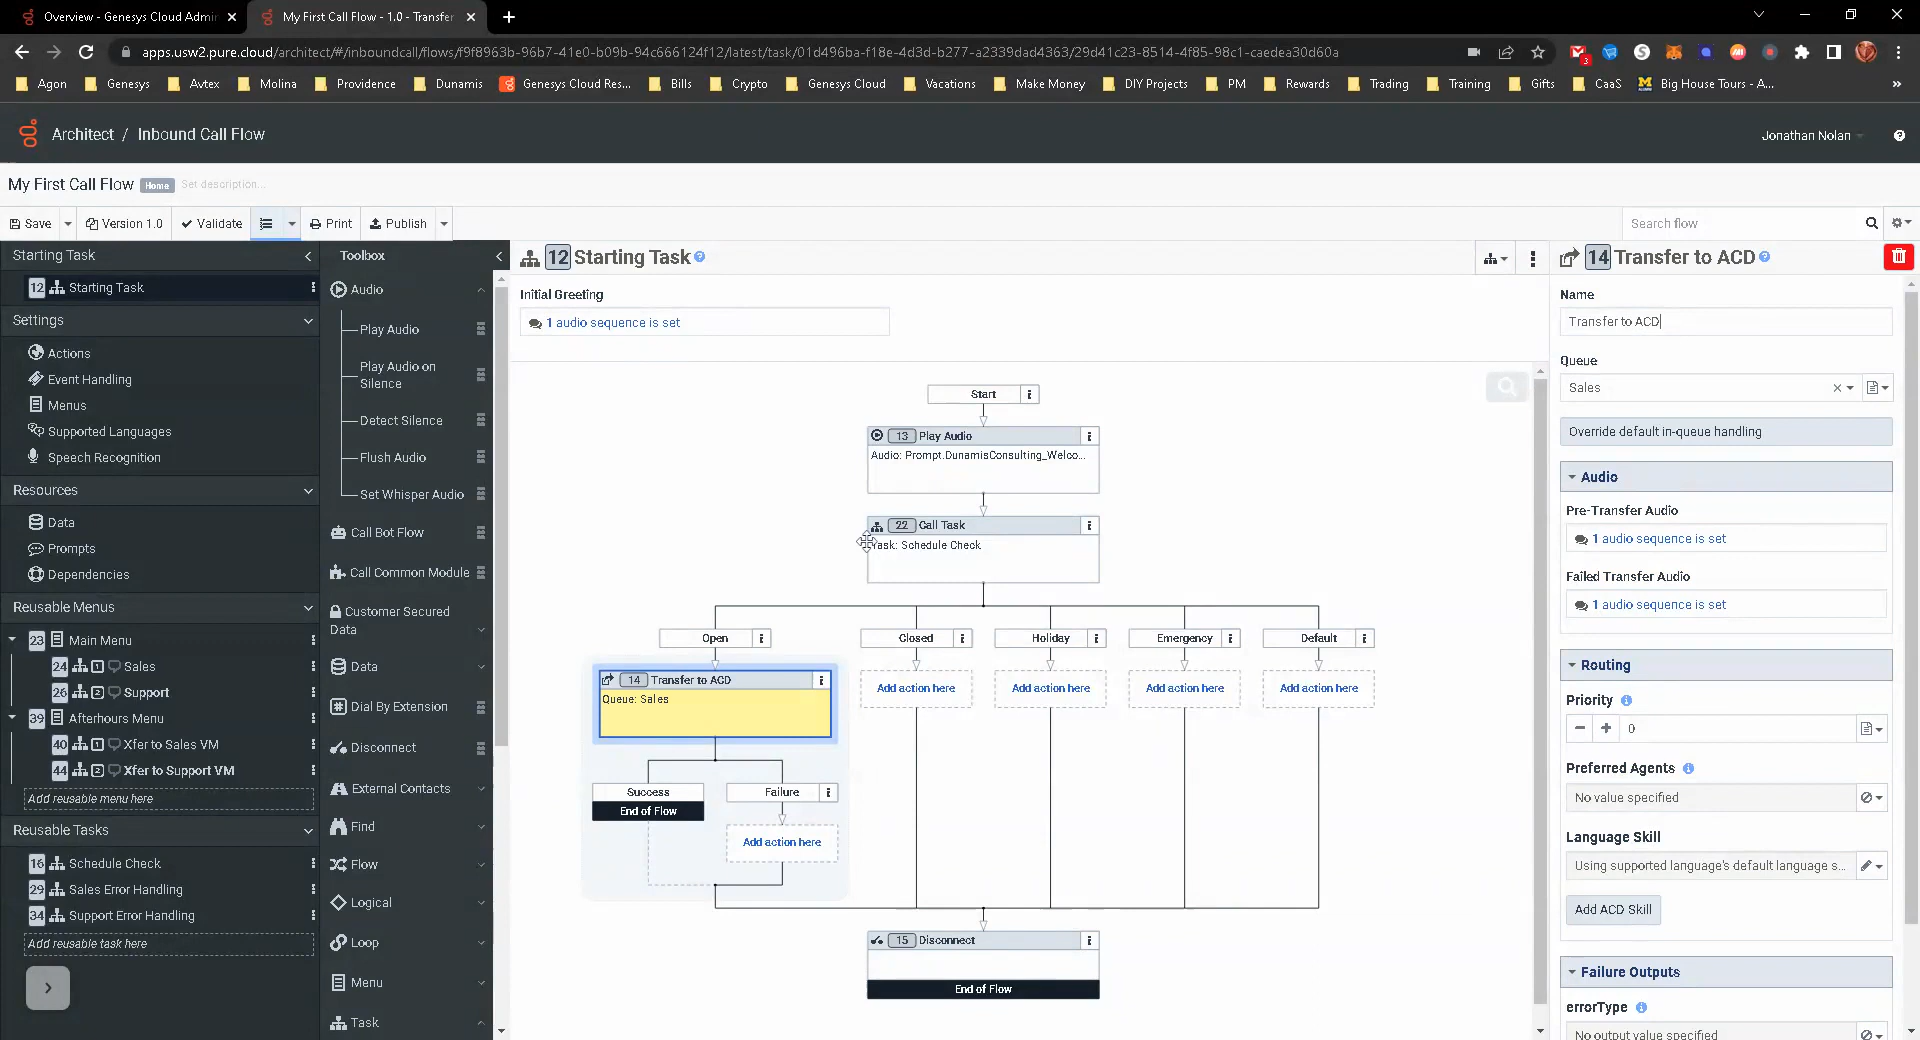 Overview - Genesys Cloud Admin
My First Call Flow - 1.0 - Transfer
apps.usw2.pure.cloud/architect/#/inboundcall/flows/f9f8963b-96b7-41e0-b09b-94c666124f12/latest/task/01d496ba-f18e-4d3d-b277-a2339dad4363/29d41c23-8514-4f85-98c1-caedea30d60a
3
Agon
Genesys
Avtex
Molina
Providence
Dunamis
Genesys Cloud Res...
Bills
Crypto
Genesys Cloud
Vacations
Make Money
DIY Projects
PM
Rewards
Trading
Training
Gifts
CaaS
Big House Tours - A...
Architect / Inbound Call Flow
Jonathan Nolan
My First Call Flow Home Set description...
Save
Version 1.0
Validate
Print
Publish
Search flow
Starting Task
12 Starting Task
Settings
Actions
Event Handling
Menus
Supported Languages
Speech Recognition
Resources
Data
Prompts
Dependencies
Reusable Menus
23 Main Menu
24 1 Sales
26 2 Support
39 Afterhours Menu
40 1 Xfer to Sales VM
44 2 Xfer to Support VM
Add reusable menu here
Reusable Tasks
16 Schedule Check
29 Sales Error Handling
34 Support Error Handling
Add reusable task here
Toolbox
Audio
Play Audio
Play Audio on
Silence
Detect Silence
Flush Audio
Set Whisper Audio
Call Bot Flow
Call Common Module
Customer Secured
Data
Data
Dial By Extension
Disconnect
External Contacts
Find
Flow
Logical
Loop
Menu
Task
12 Starting Task
Initial Greeting
1 audio sequence is set
Start
13 Play Audio
Audio: Prompt.DunamisConsulting_Welco...
22 Call Task
Task: Schedule Check
Open
Closed
Holiday
Emergency
Default
14 Transfer to ACD
Queue: Sales
Add action here
Add action here
Add action here
Add action here
Success
End of Flow
Failure
Add action here
15 Disconnect
End of Flow
14 Transfer to ACD
Name
Transfer to ACD
Queue
Sales
Override default in-queue handling
Audio
Pre-Transfer Audio
1 audio sequence is set
Failed Transfer Audio
1 audio sequence is set
Routing
Priority
0
Preferred Agents
No value specified
Language Skill
Using supported language's default language s...
Add ACD Skill
Failure Outputs
errorType
No output value specified